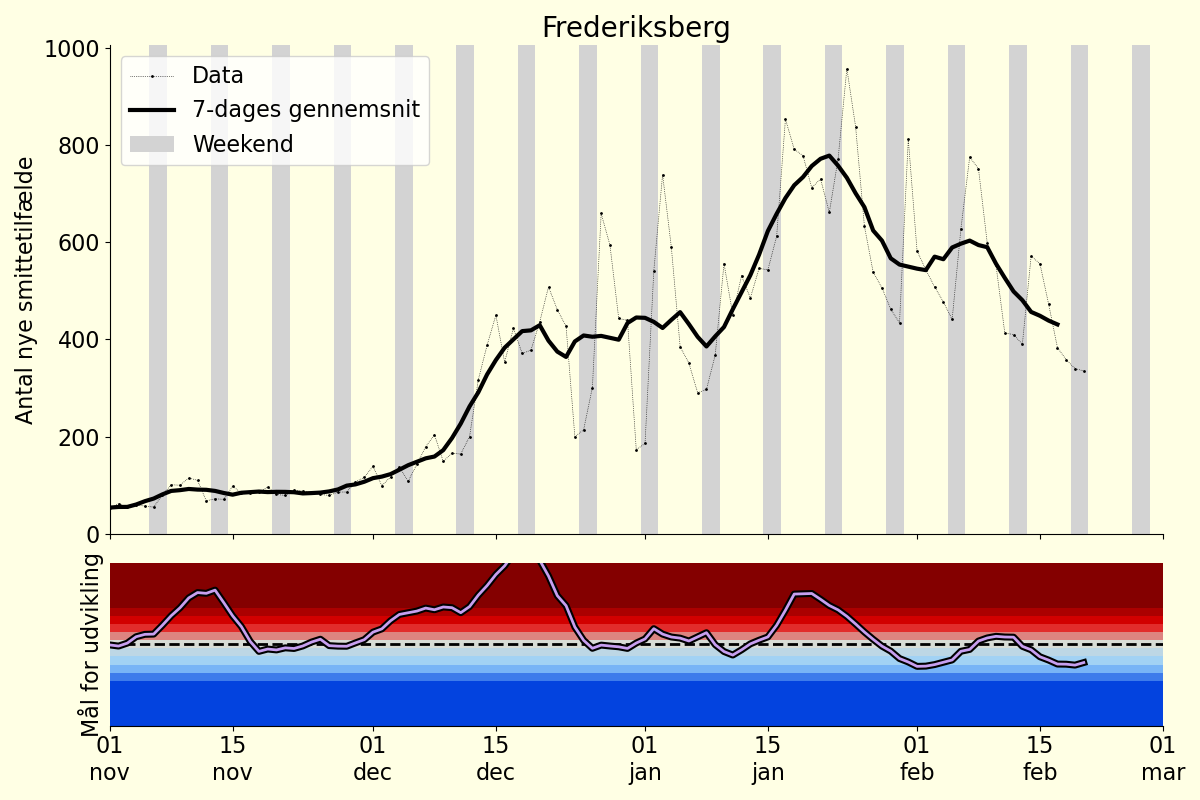 Frederiksberg
1000
800
600
400
200
0
Antal nye smittetilfælde
Data
7-dages gennemsnit
Weekend
Mål for udvikling
01 15 01 15 01 15 01 15 01
nov nov dec dec jan jan feb feb mar